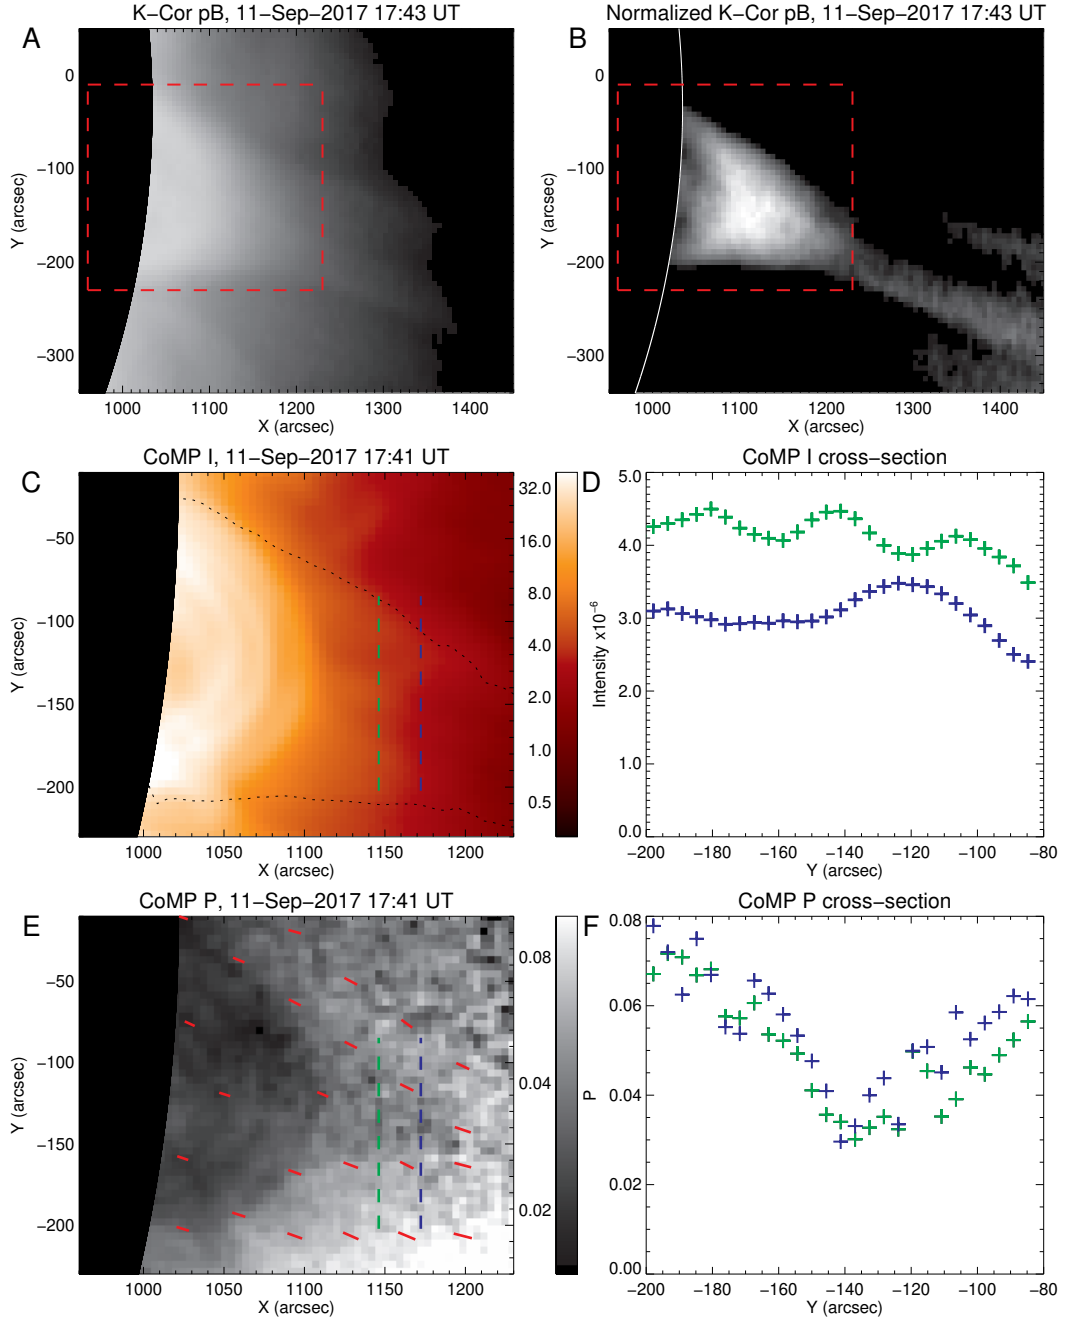 K−Cor pB, 11−Sep−2017 17:43 UT
A
0
−100
−200
−300
Y (arcsec)
1000 1100 1200 1300 1400
X (arcsec)
Normalized K−Cor pB, 11−Sep−2017 17:43 UT
B
0
−100
−200
−300
Y (arcsec)
1000 1100 1200 1300 1400
X (arcsec)
CoMP I, 11−Sep−2017 17:41 UT
C
−50
−100
−150
−200
Y (arcsec)
1000 1050 1100 1150 1200
X (arcsec)
32.0
16.0
8.0
4.0
2.0
1.0
0.5
CoMP I cross−section
D
5.0
4.0
3.0
2.0
1.0
0.0
Intensity x10⁻⁶
−200 −180 −160 −140 −120 −100 −80
Y (arcsec)
CoMP P, 11−Sep−2017 17:41 UT
E
−50
−100
−150
−200
Y (arcsec)
1000 1050 1100 1150 1200
X (arcsec)
0.08
0.04
0.02
CoMP P cross−section
F
0.08
0.06
0.04
0.02
0.00
P
−200 −180 −160 −140 −120 −100 −80
Y (arcsec)